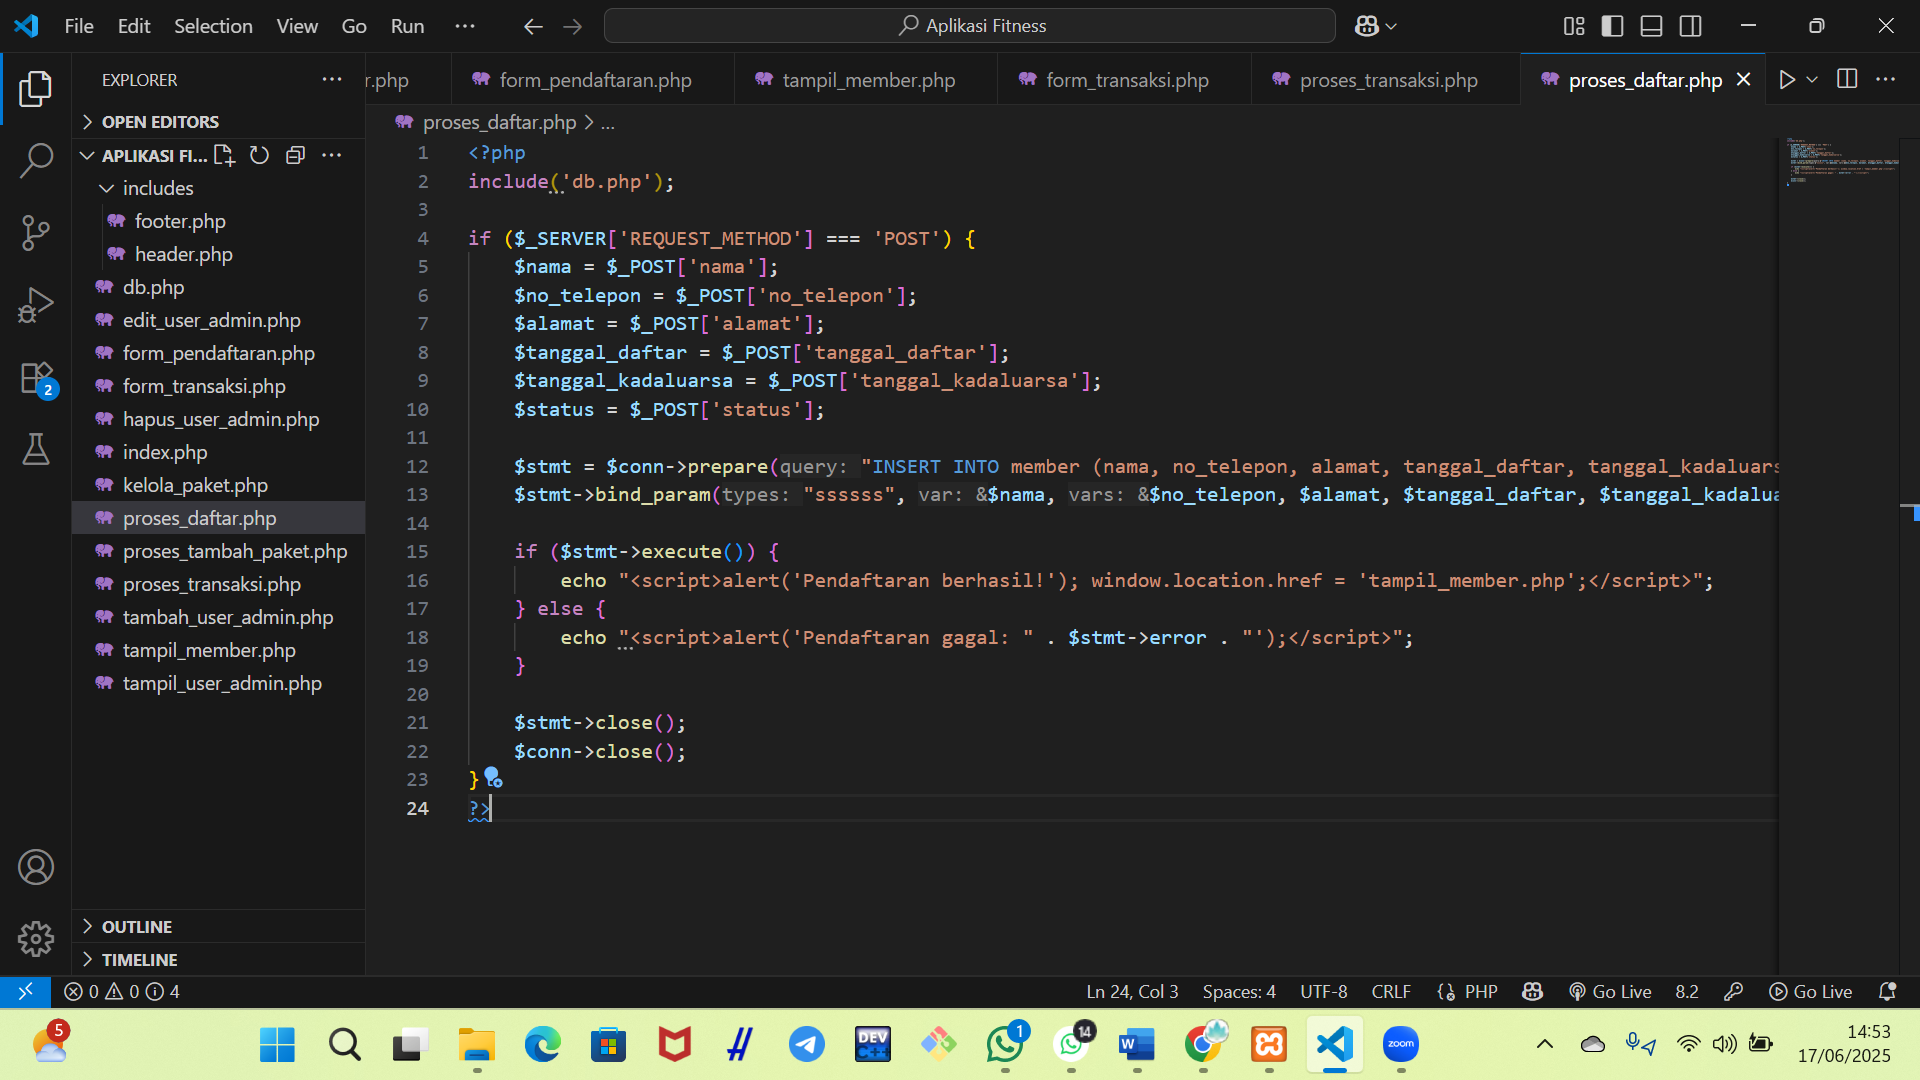 File Edit Selection View Go Run ... Aplikasi Fitness
EXPLORER ...
r.php form_pendaftaran.php tampil_member.php form_transaksi.php proses_transaksi.php proses_daftar.php
OPEN EDITORS
APLIKASI FI...
includes
footer.php
header.php
db.php
edit_user_admin.php
form_pendaftaran.php
form_transaksi.php
hapus_user_admin.php
index.php
kelola_paket.php
proses_daftar.php
proses_tambah_paket.php
proses_transaksi.php
tambah_user_admin.php
tampil_member.php
tampil_user_admin.php
OUTLINE
TIMELINE
2
proses_daftar.php > ...
1 <?php
2 include('db.php');
3
4 if ($_SERVER['REQUEST_METHOD'] === 'POST') {
5 $nama = $_POST['nama'];
6 $no_telepon = $_POST['no_telepon'];
7 $alamat = $_POST['alamat'];
8 $tanggal_daftar = $_POST['tanggal_daftar'];
9 $tanggal_kadaluarsa = $_POST['tanggal_kadaluarsa'];
10 $status = $_POST['status'];
11
12 $stmt = $conn->prepare(query: "INSERT INTO member (nama, no_telepon, alamat, tanggal_daftar, tanggal_kadaluars
13 $stmt->bind_param(types: "ssssss", var: &$nama, vars: &$no_telepon, $alamat, $tanggal_daftar, $tanggal_kadalua
14
15 if ($stmt->execute()) {
16 echo "<script>alert('Pendaftaran berhasil!'); window.location.href = 'tampil_member.php';</script>";
17 } else {
18 echo "<script>alert('Pendaftaran gagal: " . $stmt->error . "');</script>";
19 }
20
21 $stmt->close();
22 $conn->close();
23 }
24 ?>
0 0 4 Ln 24, Col 3 Spaces: 4 UTF-8 CRLF PHP Go Live 8.2 Go Live
5 DEV C++ 1 14 W zoom 14:53
17/06/2025